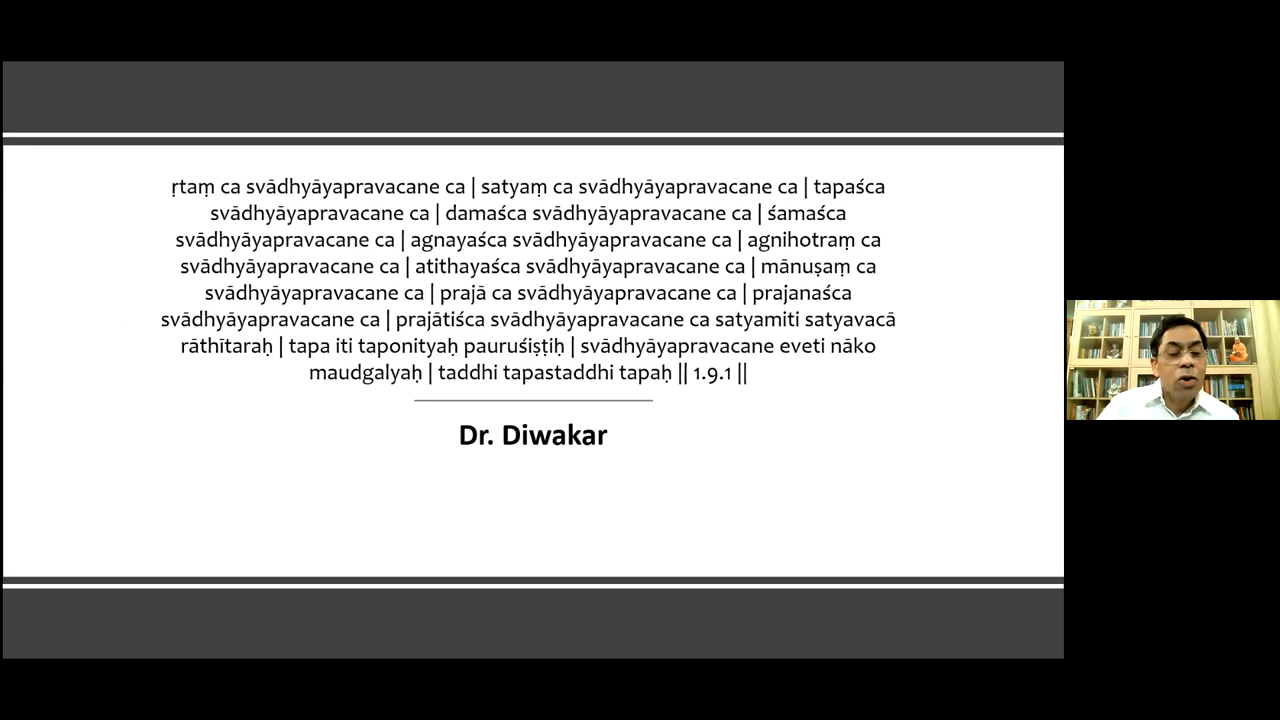 ṛtaṃ ca svādhyāyapravacane ca | satyaṃ ca svādhyāyapravacane ca | tapaśca
svādhyāyapravacane ca | damaśca svādhyāyapravacane ca | śamaśca
svādhyāyapravacane ca | agnayaśca svādhyāyapravacane ca | agnihotraṃ ca
svādhyāyapravacane ca | atithayaśca svādhyāyapravacane ca | mānuṣaṃ ca
svādhyāyapravacane ca | prajā ca svādhyāyapravacane ca | prajanaśca
svādhyāyapravacane ca | prajātiśca svādhyāyapravacane ca satyamiti satyavacā
rāthītaraḥ | tapa iti taponityaḥ pauruśiṣṭiḥ | svādhyāyapravacane eveti nāko
maudgalyaḥ | taddhi tapastaddhi tapaḥ || 1.9.1 ||
Dr. Diwakar